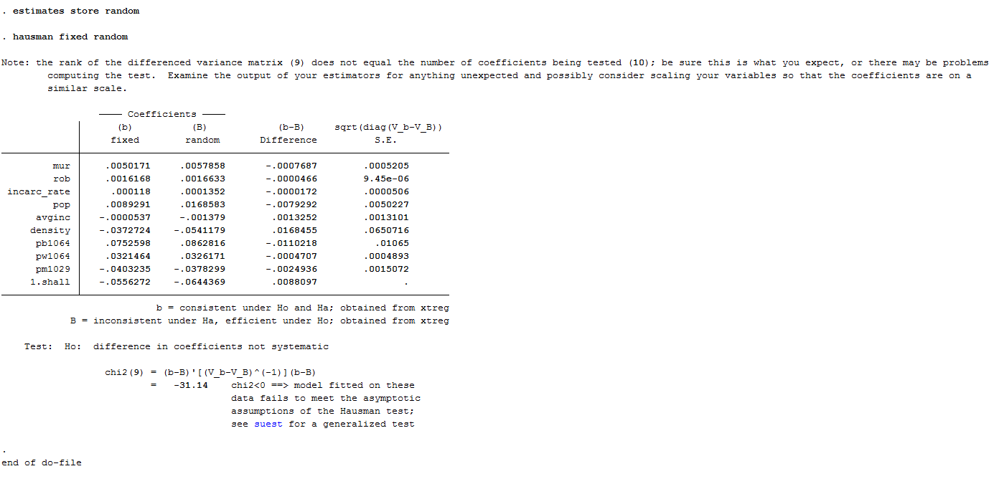 . estimates store random
. hausman fixed random
Note: the rank of the differenced variance matrix (9) does not equal the number of coefficients being tested (10); be sure this is what you expect, or there may be problems
computing the test.  Examine the output of your estimators for anything unexpected and possibly consider scaling your variables so that the coefficients are on a
similar scale.
Coefficients
(b) (B) (b-B) sqrt(diag(V_b-V_B))
fixed random Difference S.E.
mur .0050171 .0057858 -.0007687 .0005205
rob .0016168 .0016633 -.0000466 9.45e-06
incarc_rate .000118 .0001352 -.0000172 .0000506
pop .0089291 .0168583 -.0079292 .0050227
avginc -.0000537 -.001379 .0013252 .0013101
density -.0372724 -.0541179 .0168455 .0650716
pb1064 .0752598 .0862816 -.0110218 .01065
pw1064 .0321464 .0326171 -.0004707 .0004893
pm1029 -.0403235 -.0378299 -.0024936 .0015072
1.shall -.0556272 -.0644369 .0088097 .
b = consistent under Ho and Ha; obtained from xtreg
B = inconsistent under Ha, efficient under Ho; obtained from xtreg
Test:  Ho:  difference in coefficients not systematic
chi2(9) = (b-B)'[(V_b-V_B)^(-1)](b-B)
= -31.14 chi2<0 ==> model fitted on these
data fails to meet the asymptotic
assumptions of the Hausman test;
see suest for a generalized test
.
end of do-file